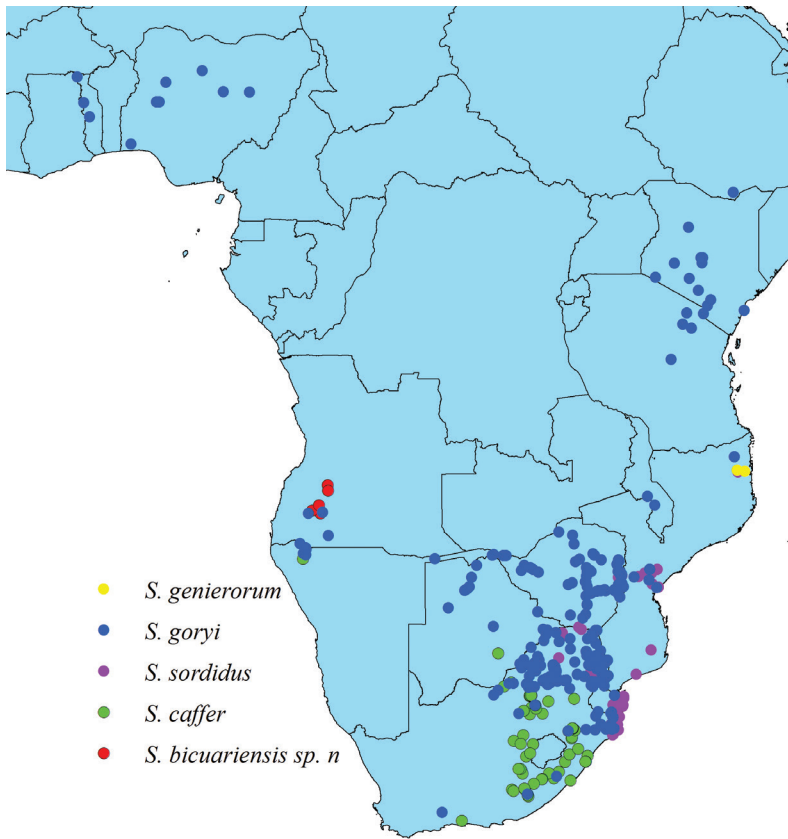 S. genierorum
S. goryi
S. sordidus
S. caffer
S. bicuariensis sp. n